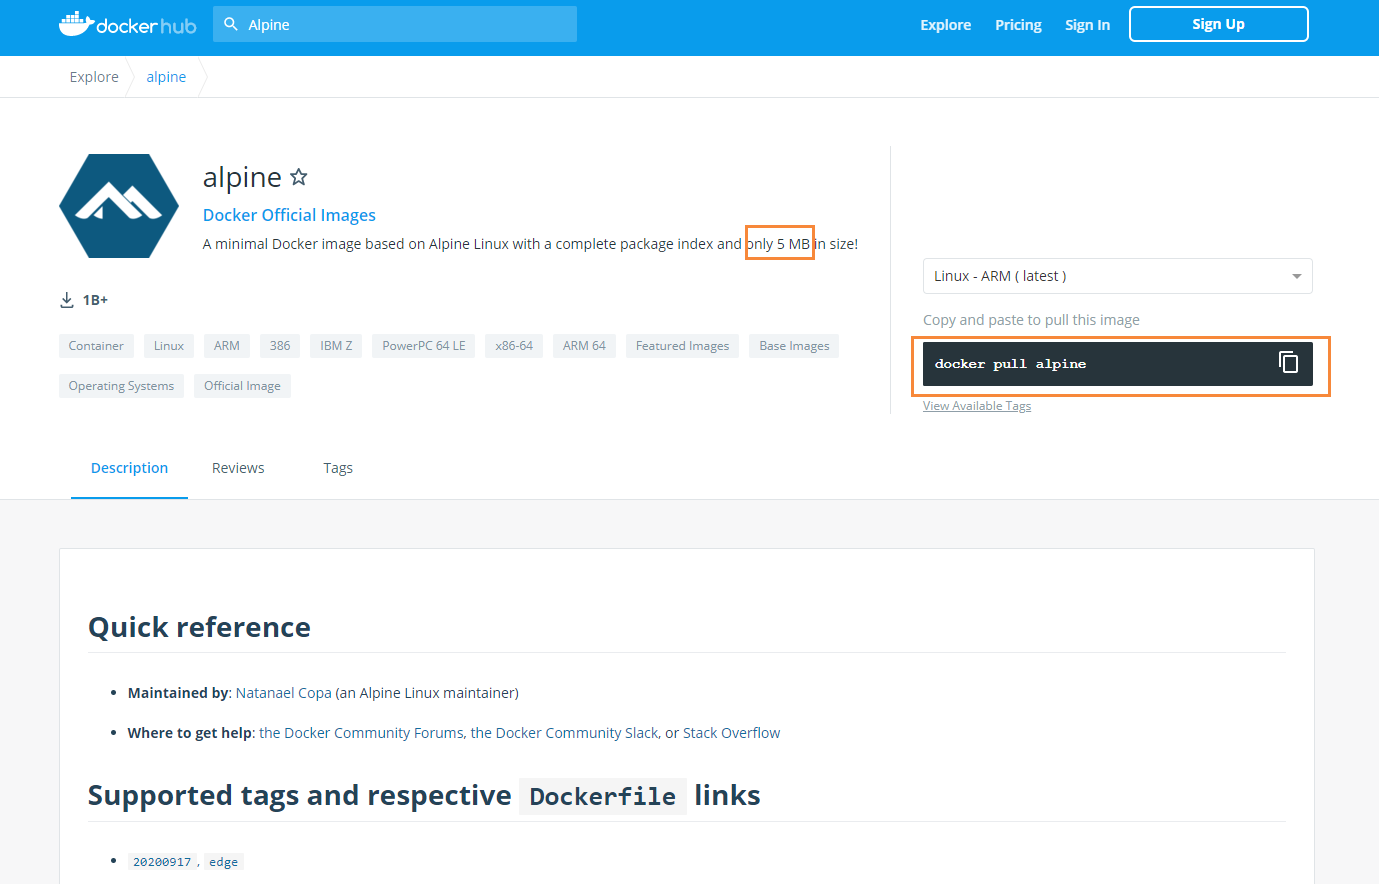 docker hub
Alpine
Explore Pricing Sign In Sign Up
Explore alpine
alpine
Docker Official Images
A minimal Docker image based on Alpine Linux with a complete package index and only 5 MB in size!
1B+
Container Linux ARM 386 IBM Z PowerPC 64 LE x86-64 ARM 64 Featured Images Base Images
Operating Systems Official Image
Linux - ARM ( latest )
Copy and paste to pull this image
docker pull alpine
View Available Tags
Description Reviews Tags
Quick reference
• Maintained by: Natanael Copa (an Alpine Linux maintainer)
• Where to get help: the Docker Community Forums, the Docker Community Slack, or Stack Overflow
Supported tags and respective Dockerfile links
• 20200917, edge